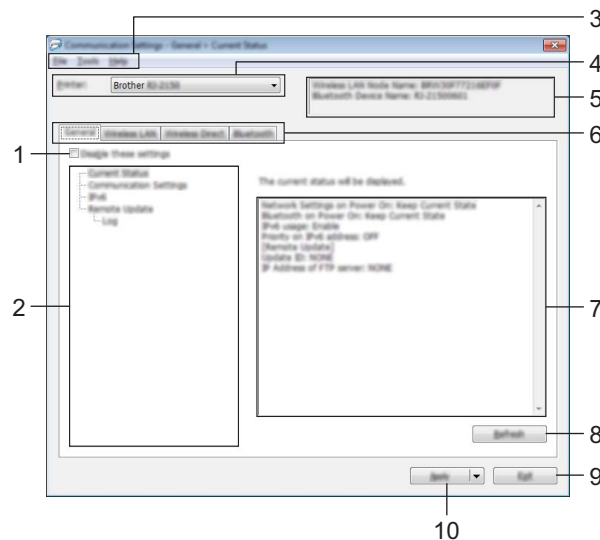 3
Communication Settings - General > Current Status
File Tools Help
4
Printer: Brother RJ-2150
Wireless LAN Node Name:
5
Bluetooth Device Name:
6
General Wireless LAN Wireless Direct Bluetooth
1
Disable these settings
Current Status
Communication Settings
IPv6
Remote Update
Log
2
The current status will be displayed.
Network Settings on Power On: Keep Current State
Bluetooth on Power On: Keep Current State
IPv6 usage: Enable
Priority on IPv6 address: OFF
[Remote Update]
Update ID: NONE
IP Address of FTP server: NONE
7
Refresh
8
Apply
Exit
9
10